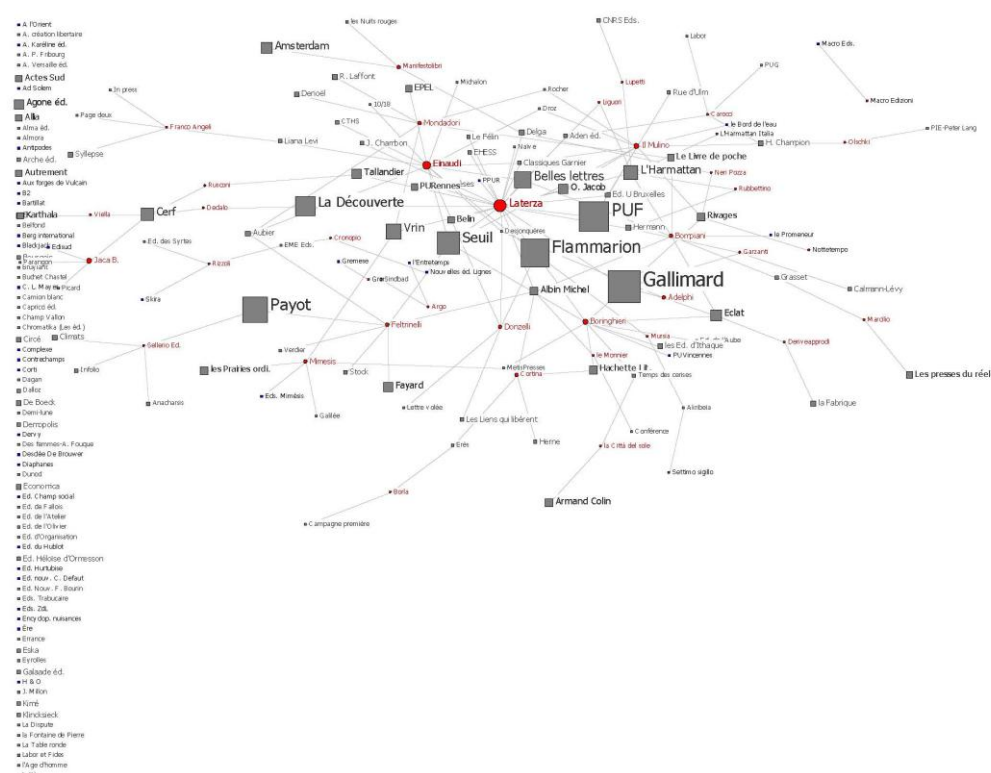 A l'Orient
A. création libertaire
A. Karéline éd.
A. P. Fribourg
A. Versaille éd.
Actes Sud
Ad Solem
Agone éd.
Allia
Alma éd.
Almora
Antipodes
Arche éd.
Autrement
Aux forges de Vulcain
B2
Bartillat
Karthala
Belfond
Berg international
Blackjack
Buchet Chastel
C. L. Mayer
Camion blanc
Capricci éd.
Champ Vallon
Chromatika (Les éd.)
Circé
Complexe
Contrechamps
Corti
Dagan
Dalloz
De Boeck
Demi-lune
Demopolis
Dervy
Des femmes-A. Fouque
Desclée De Brouwer
Diaphanes
Dunod
Economica
Ed. Champ social
Ed. de Fallois
Ed. de l'Atelier
Ed. de l'Olivier
Ed. d'Organisation
Ed. du Hublot
Ed. Héloïse d'Ormesson
Ed. Hurtubise
Ed. nouv. C. Defaut
Ed. Nouv. F. Bourin
Eds. Trabucaire
Eds. ZdL
Encyclop. nuisances
Ere
Errance
Eska
Eyrolles
Galaade éd.
H & O
J. Millon
Kimé
Klincksieck
La Dispute
la Fontaine de Pierre
La Table ronde
Labor et Fides
l'Age d'homme
les Nuits rouges
CNRS Eds.
Labor
Macro Eds.
Amsterdam
Manifestolibri
PUG
R. Laffont
Michalon
Lupetti
In press
Denoël
EPEL
Rocher
Rue d'Ulm
Macro Edizioni
10/18
Liguori
Page deux
Droz
Carocci
CTHS
Mondadori
le Bord de l'eau
Franco Angeli
Delga
Aden éd.
L'Harmattan Italia
PIE-Peter Lang
Liana Levi
J. Chambon
Le Félin
Naïve
Il Mulino
H. Champion
Olschki
Syllepse
EHESS
Le Livre de poche
Einaudi
Classiques Garnier
L'Harmattan
Tallandier
PPUR
Belles lettres
Neri Pozza
Rusconi
PURennes
O. Jacob
Rubbettino
Ed. U.Bruxelles
Viella
Cerf
Dedalo
La Découverte
Laterza
PUF
Rivages
Belin
Hermann
Aubier
Vrin
Seuil
Desjonquères
Bompiani
le Promeneur
Ed. des Syrtes
EME Eds.
Cronopio
Flammarion
Edisud
Garzanti
Nottetempo
Jaca B.
Rizzoli
Gremese
l'Entretemps
Nouvelles éd. Lignes
Sindbad
Gallimard
Grasset
Picard
Albin Michel
Calmann-Lévy
Skira
Payot
Argo
Adelphi
Eclat
Marsilio
Feltrinelli
Donzelli
Boringhieri
Climats
Sellerio Ed.
Mursia
Deriveapprodi
Verdier
les Ed. d'Ithaque
Mimesis
le Monnier
PUVincennes
Infolio
les Prairies ordi.
Stock
MetisPresses
Cortina
Temps des cerises
Les presses du réel
Fayard
Eds. Mimésis
Anacharsis
Lettre volée
Akribeia
la Fabrique
Galilée
Les Liens qui libèrent
Conférence
Erès
Herne
la Città del sole
Settimo sigillo
Borla
Armand Colin
Campagne première